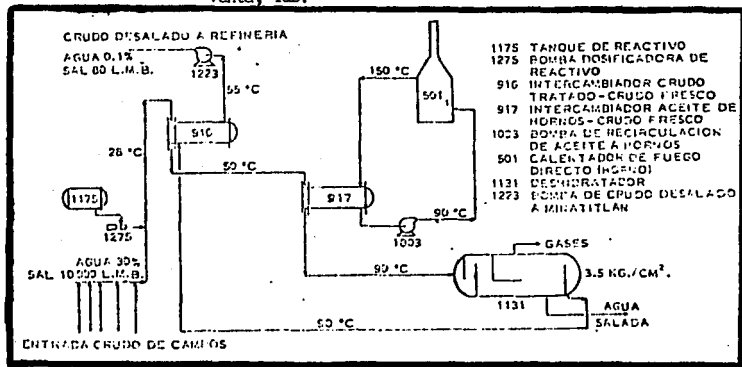 Venta, Tab.
CRUDO DESALADO A REFINERIA
AGUA 0.1%
SAL 80 L.M.B.
1223
55 °C
150 °C
501
910
28 °C
50 °C
917
1175
1275
90 °C
1003
AGUA 30%
SAL 10000 L.M.B.
90 °C
GASES
3.5 KG./CM².
1131
AGUA
SALADA
90 °C
ENTRADA CRUDO DE CAMPOS
1175 TANQUE DE REACTIVO
1275 BOMBA DOSIFICADORA DE
REACTIVO
916 INTERCAMBIADOR CRUDO
TRATADO-CRUDO FRESCO
917 INTERCAMBIADOR ACEITE DE
HORNOS-CRUDO FRESCO
1003 BOMBA DE RECIRCULACION
DE ACEITE A HORNOS
501 CALENTADOR DE FUEGO
DIRECTO (HORNO)
1131 DESHIDRATADOR
1223 BOMBA DE CRUDO DESALADO
A MINATITLAN